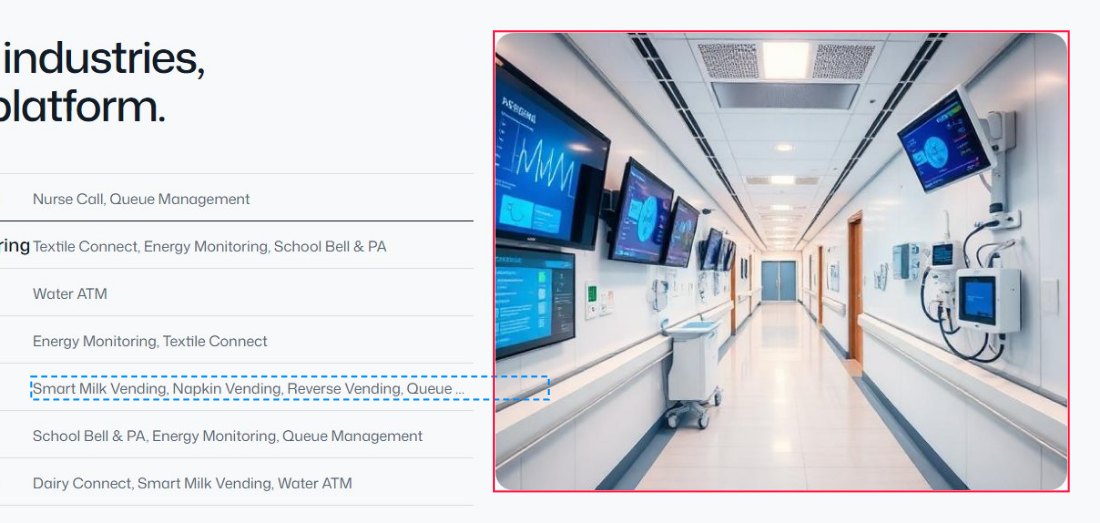 industries,
platform.
Nurse Call, Queue Management
ring Textile Connect, Energy Monitoring, School Bell & PA
Water ATM
Energy Monitoring, Textile Connect
Smart Milk Vending, Napkin Vending, Reverse Vending, Queue ...
School Bell & PA, Energy Monitoring, Queue Management
Dairy Connect, Smart Milk Vending, Water ATM